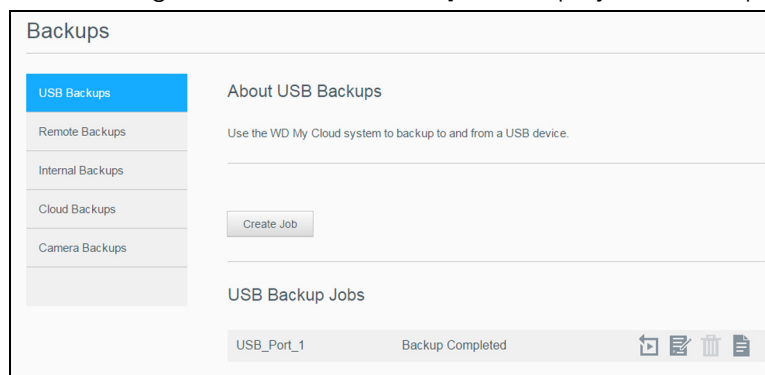 Backups
USB Backups
Remote Backups
Internal Backups
Cloud Backups
Camera Backups
About USB Backups
Use the WD My Cloud system to backup to and from a USB device.
Create Job
USB Backup Jobs
USB_Port_1 Backup Completed